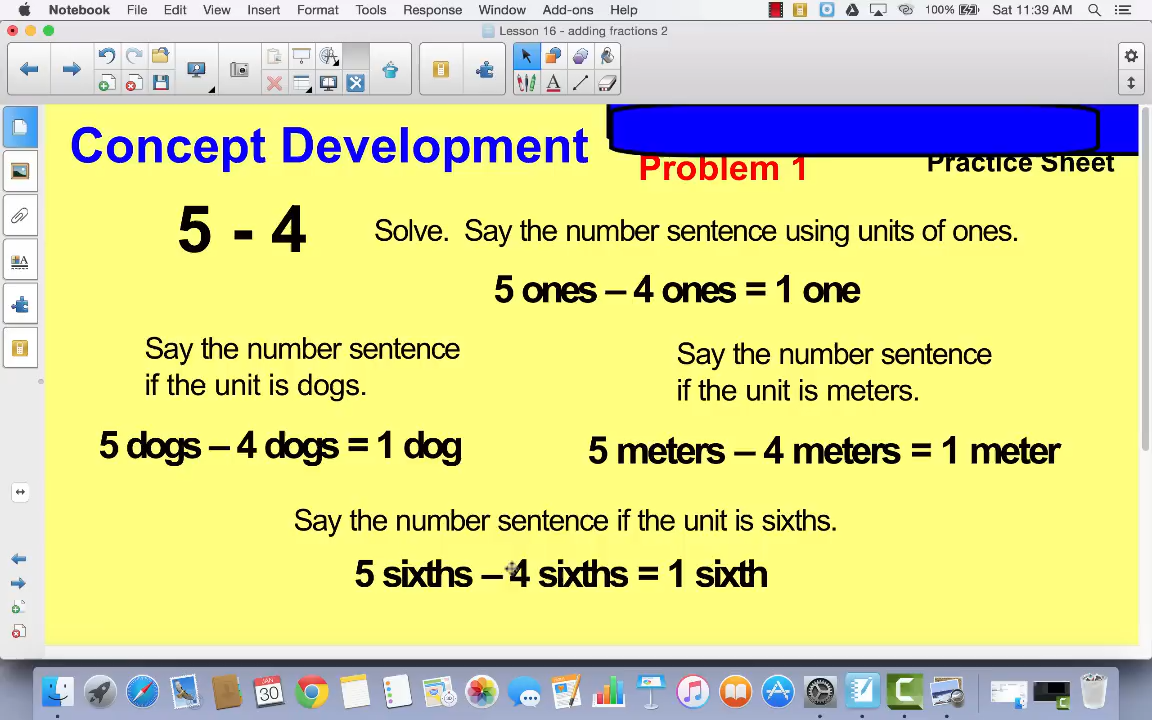 Notebook File Edit View Insert Format Tools Response Window Add-ons Help 100% Sat 11:39 AM
Lesson 16 - adding fractions 2
Concept Development
Problem 1
Practice Sheet
5 - 4
Solve. Say the number sentence using units of ones.
5 ones – 4 ones = 1 one
Say the number sentence
if the unit is dogs.
5 dogs – 4 dogs = 1 dog
Say the number sentence
if the unit is meters.
5 meters – 4 meters = 1 meter
Say the number sentence if the unit is sixths.
5 sixths – 4 sixths = 1 sixth
JAN
30